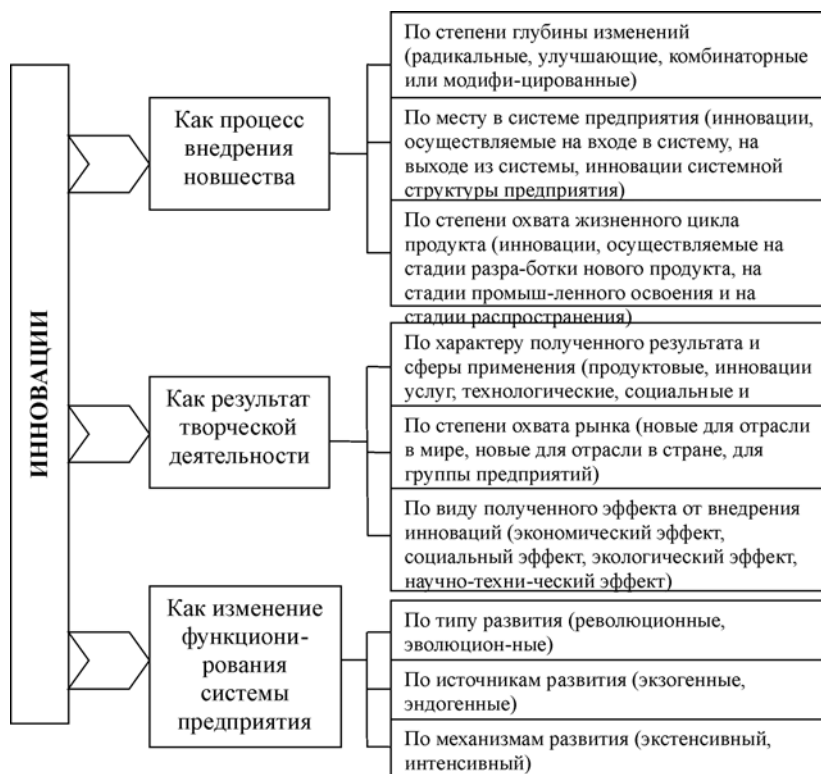 ИННОВАЦИИ
Как процесс
внедрения
новшества
По степени глубины изменений
(радикальные, улучшающие, комбинаторные
или модифи-цированные)
По месту в системе предприятия (инновации,
осуществляемые на входе в систему, на
выходе из системы, инновации системной
структуры предприятия)
По степени охвата жизненного цикла
продукта (инновации, осуществляемые на
стадии разра-ботки нового продукта, на
стадии промыш-ленного освоения и на
стадии распространения)
Как результат
творческой
деятельности
По характеру полученного результата и
сферы применения (продуктовые, инновации
услуг, технологические, социальные и
По степени охвата рынка (новые для отрасли
в мире, новые для отрасли в стране, для
группы предприятий)
По виду полученного эффекта от внедрения
инноваций (экономический эффект,
социальный эффект, экологический эффект,
научно-техни-ческий эффект)
Как изменение
функциони-
рования
системы
предприятия
По типу развития (революционные,
эволюцион-ные)
По источникам развития (экзогенные,
эндогенные)
По механизмам развития (экстенсивный,
интенсивный)